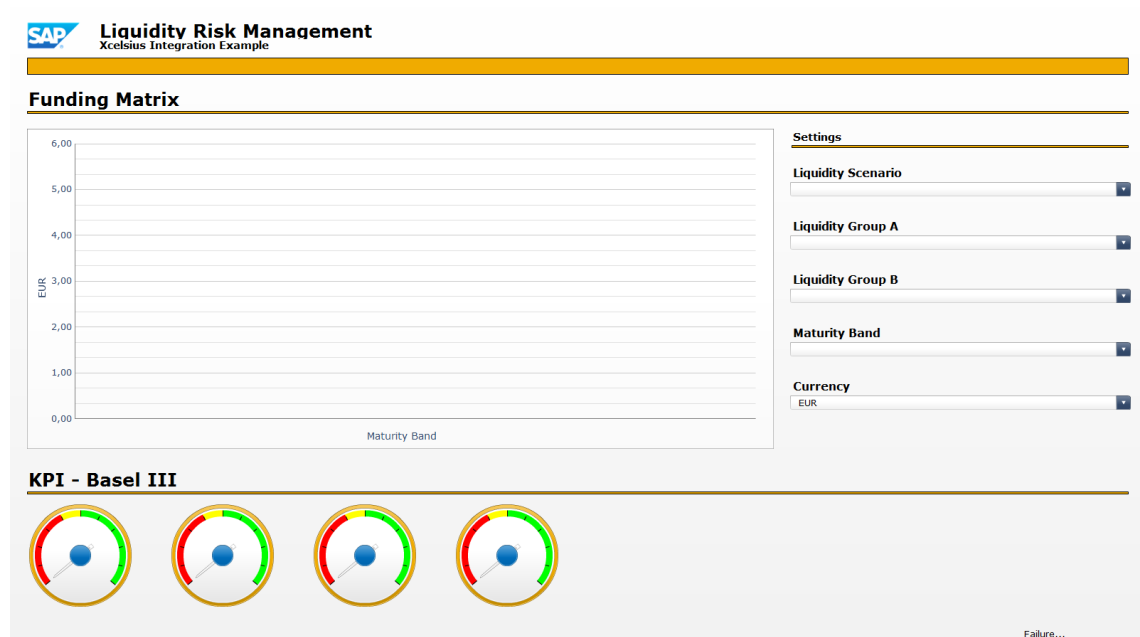 SAP
Liquidity Risk Management
Xcelsius Integration Example
Funding Matrix
6,00
5,00
4,00
3,00
2,00
1,00
0,00
EUR
Maturity Band
Settings
Liquidity Scenario
Liquidity Group A
Liquidity Group B
Maturity Band
Currency
EUR
KPI - Basel III
Failure...